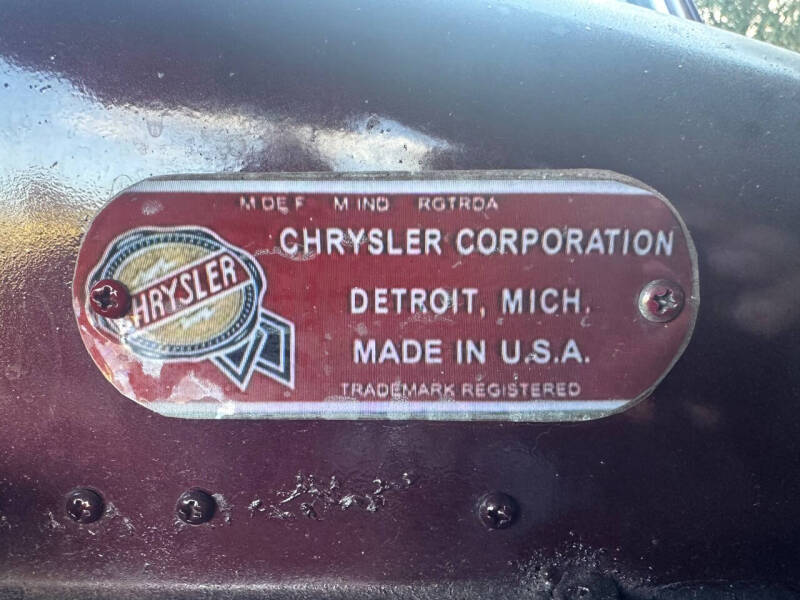 M DE F M IND RGTRDA
CHRYSLER CORPORATION
CHRYSLER
DETROIT, MICH.
MADE IN U.S.A.
TRADEMARK REGISTERED